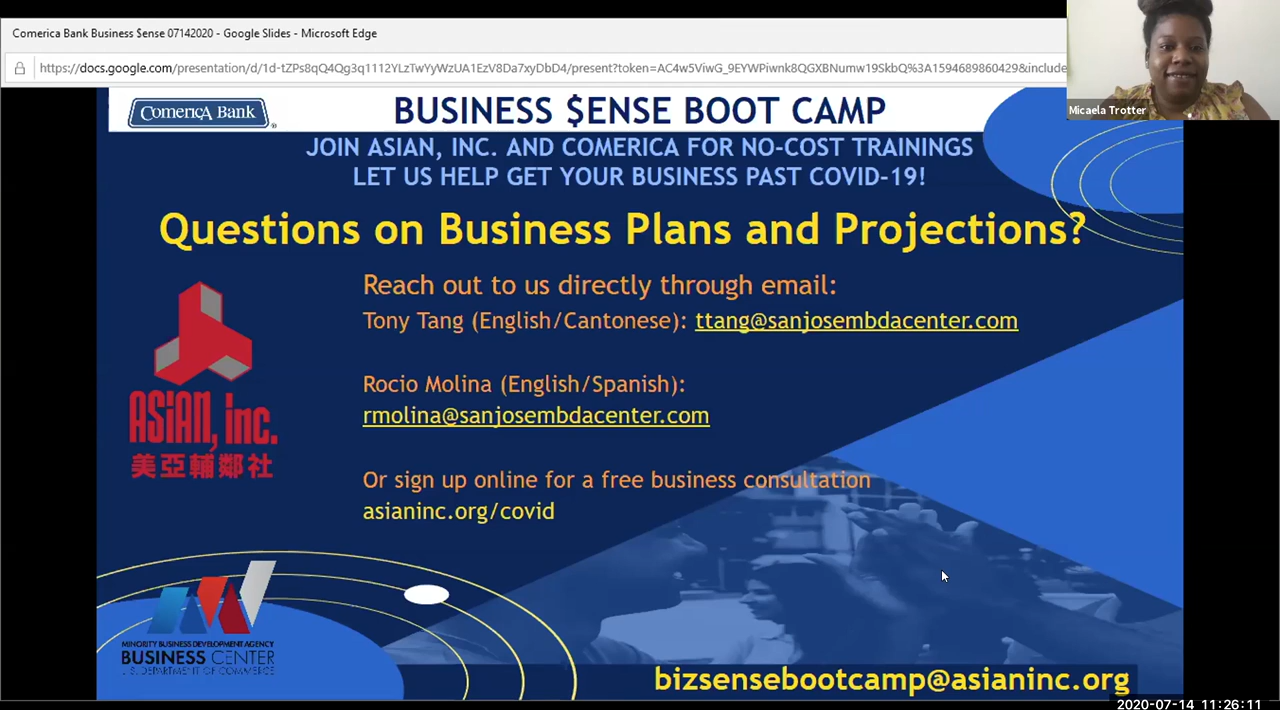 Comerica Bank Business $ense 07142020 - Google Slides - Microsoft Edge
https://docs.google.com/presentation/d/1d-tZPs8qQ4Qg3q1112YLzTwYyWzUA1EzV8Da7xyDbD4/present?token=AC4w5ViwG_9EYWPiwnk8QGXBNumw19SkbQ%3A1594689860429&include
Micaela Trotter
Comerica Bank
BUSINESS $ENSE BOOT CAMP
JOIN ASIAN, INC. AND COMERICA FOR NO-COST TRAININGS
LET US HELP GET YOUR BUSINESS PAST COVID-19!
Questions on Business Plans and Projections?
Reach out to us directly through email:
Tony Tang (English/Cantonese): ttang@sanjosembdacenter.com
Rocio Molina (English/Spanish):
rmolina@sanjosembdacenter.com
ASIAN, inc.
美亞輔鄰社
Or sign up online for a free business consultation
asianinc.org/covid
MINORITY BUSINESS DEVELOPMENT AGENCY
BUSINESS CENTER
U.S. DEPARTMENT OF COMMERCE
bizsensebootcamp@asianinc.org
2020-07-14 11:26:11